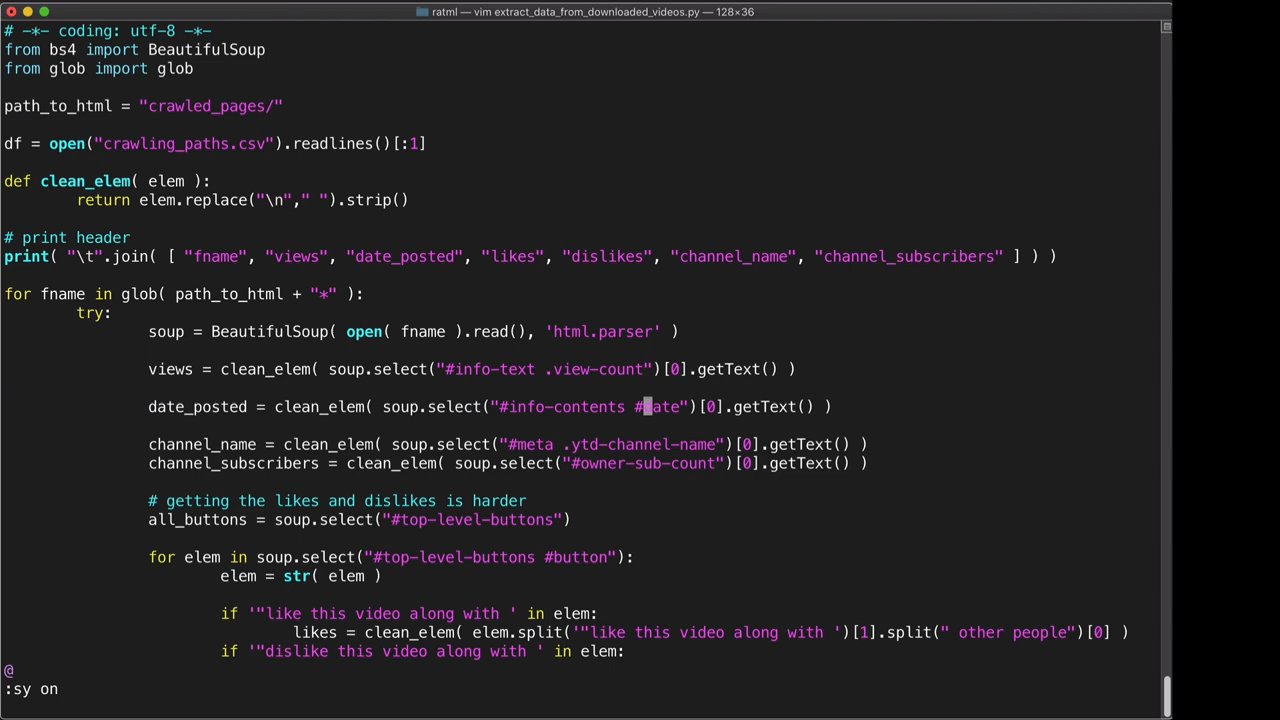 ratml — vim extract_data_from_downloaded_videos.py — 128×36
# -*- coding: utf-8 -*-
from bs4 import BeautifulSoup
from glob import glob
path_to_html = "crawled_pages/"
df = open("crawling_paths.csv").readlines()[:1]
def clean_elem( elem ):
return elem.replace("\n"," ").strip()
# print header
print( "\t".join( [ "fname", "views", "date_posted", "likes", "dislikes", "channel_name", "channel_subscribers" ] ) )
for fname in glob( path_to_html + "*" ):
try:
soup = BeautifulSoup( open( fname ).read(), 'html.parser' )
views = clean_elem( soup.select("#info-text .view-count")[0].getText() )
date_posted = clean_elem( soup.select("#info-contents #date")[0].getText() )
channel_name = clean_elem( soup.select("#meta .ytd-channel-name")[0].getText() )
channel_subscribers = clean_elem( soup.select("#owner-sub-count")[0].getText() )
# getting the likes and dislikes is harder
all_buttons = soup.select("#top-level-buttons")
for elem in soup.select("#top-level-buttons #button"):
elem = str( elem )
if '"like this video along with ' in elem:
likes = clean_elem( elem.split('"like this video along with ')[1].split(" other people")[0] )
if '"dislike this video along with ' in elem:
@
:sy on